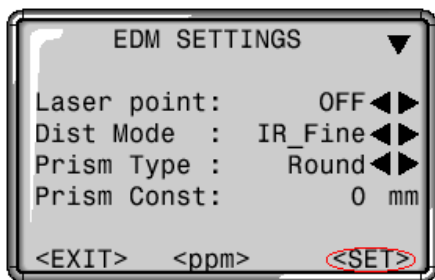 EDM SETTINGS
Laser point: OFF
Dist Mode : IR_Fine
Prism Type : Round
Prism Const: 0 mm
<EXIT> <ppm> <SET>